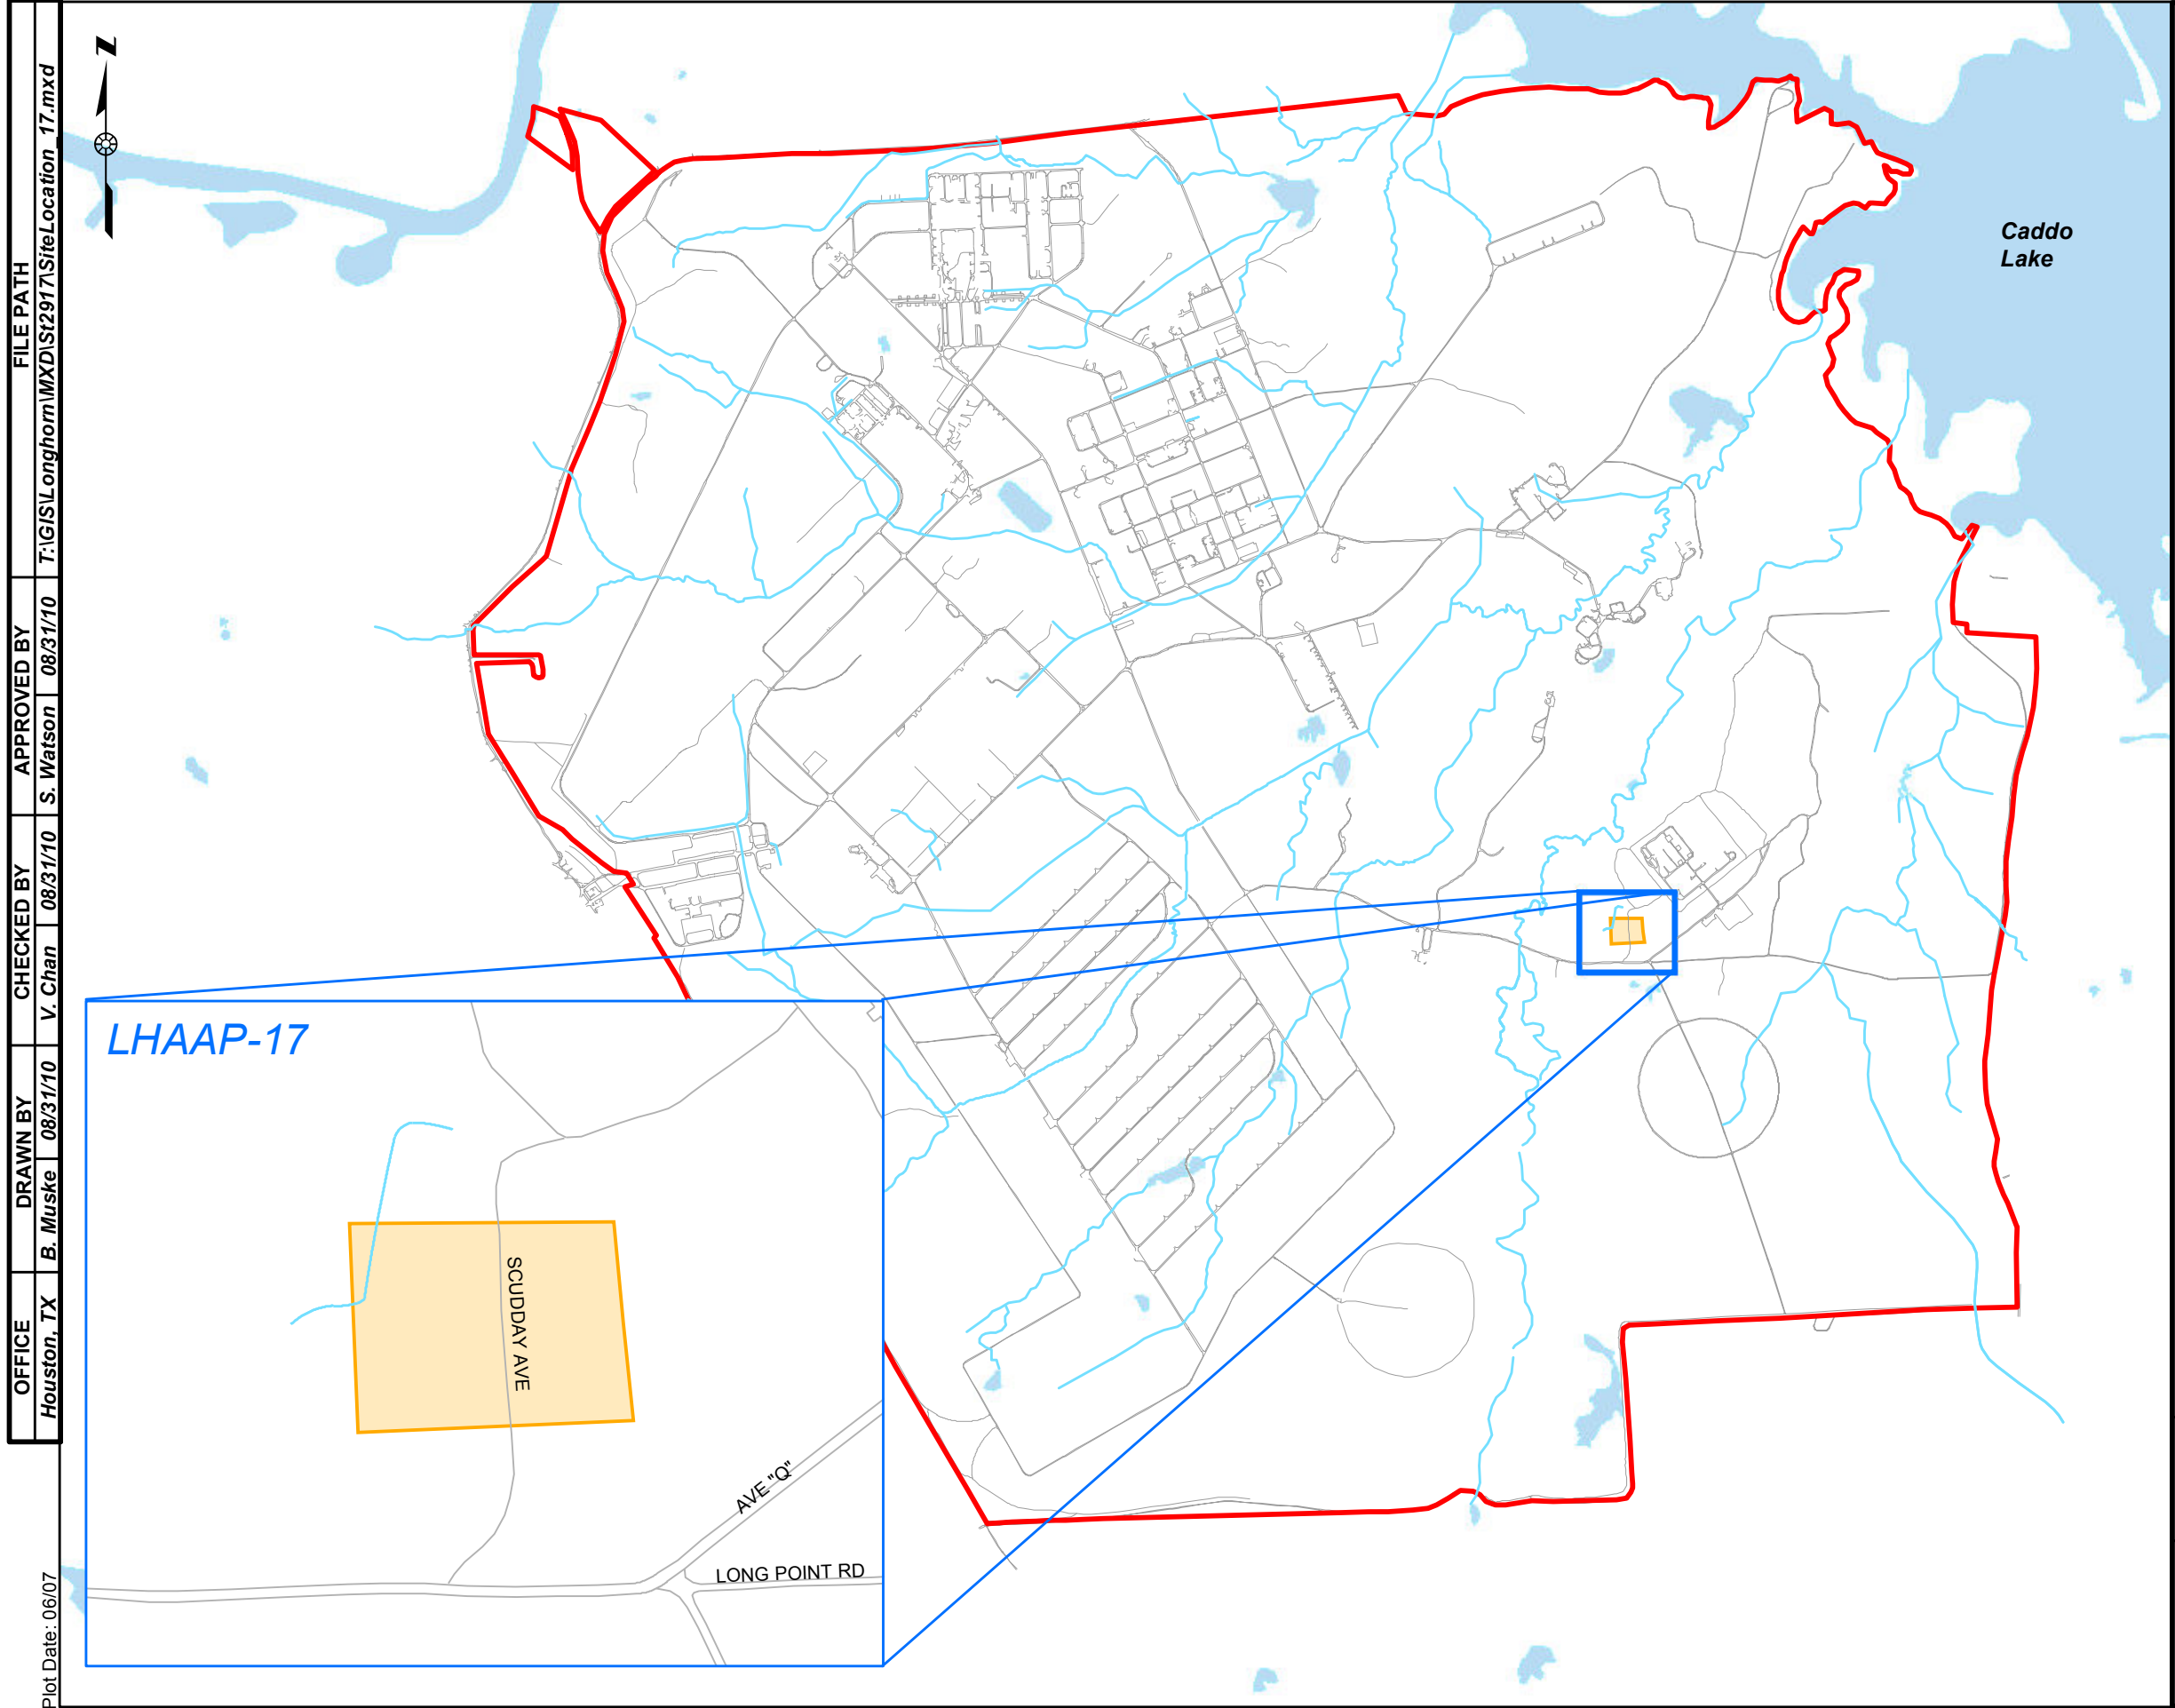 FILE PATH
T:\GIS\Longhorn\MXD\St2917\SiteLocation_17.mxd
APPROVED BY
S. Watson 08/31/10
CHECKED BY
V. Chan 08/31/10
DRAWN BY
B. Muske 08/31/10
OFFICE
Houston, TX
Plot Date: 06/07
N
Caddo
Lake
LHAAP-17
SCUDDAY AVE
AVE "Q"
LONG POINT RD